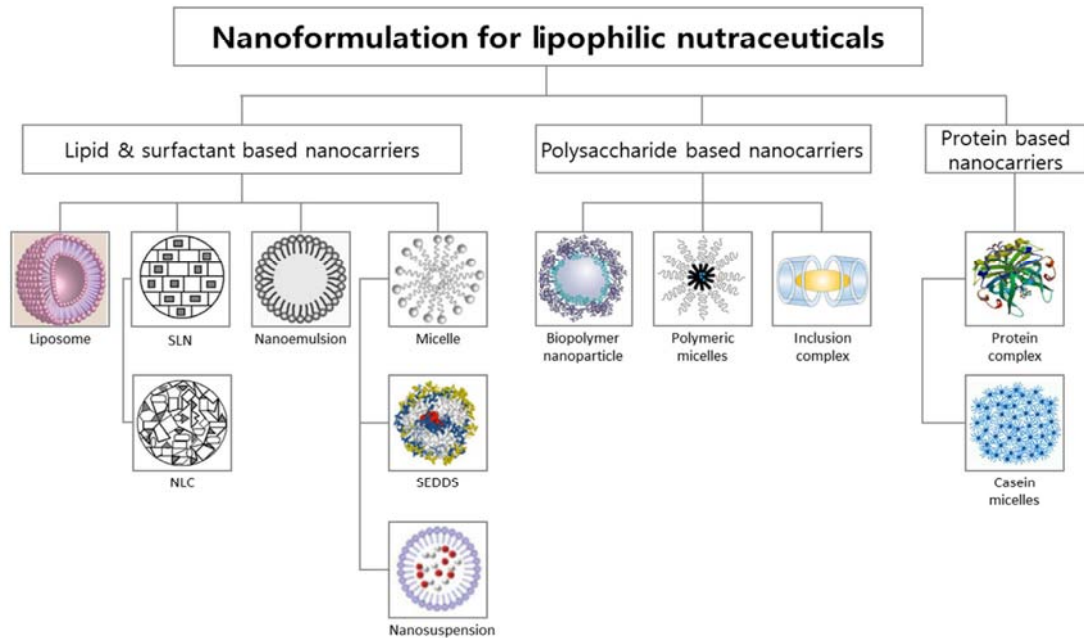 Nanoformulation for lipophilic nutraceuticals
Lipid & surfactant based nanocarriers
Polysaccharide based nanocarriers
Protein based
nanocarriers
Liposome
SLN
Nanoemulsion
Micelle
Biopolymer
nanoparticle
Polymeric
micelles
Inclusion
complex
Protein
complex
NLC
SEDDS
Casein
micelles
Nanosuspension